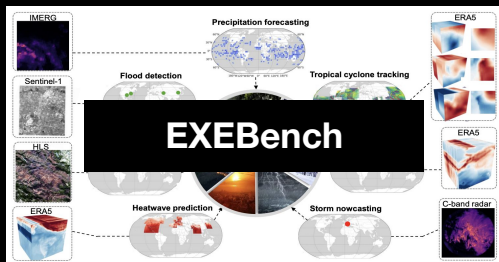 IMERG
Precipitation forecasting
ERA5
Sentinel-1
Flood detection
Tropical cyclone tracking
EXEBench
HLS
ERA5
ERA5
Heatwave prediction
Storm nowcasting
C-band radar